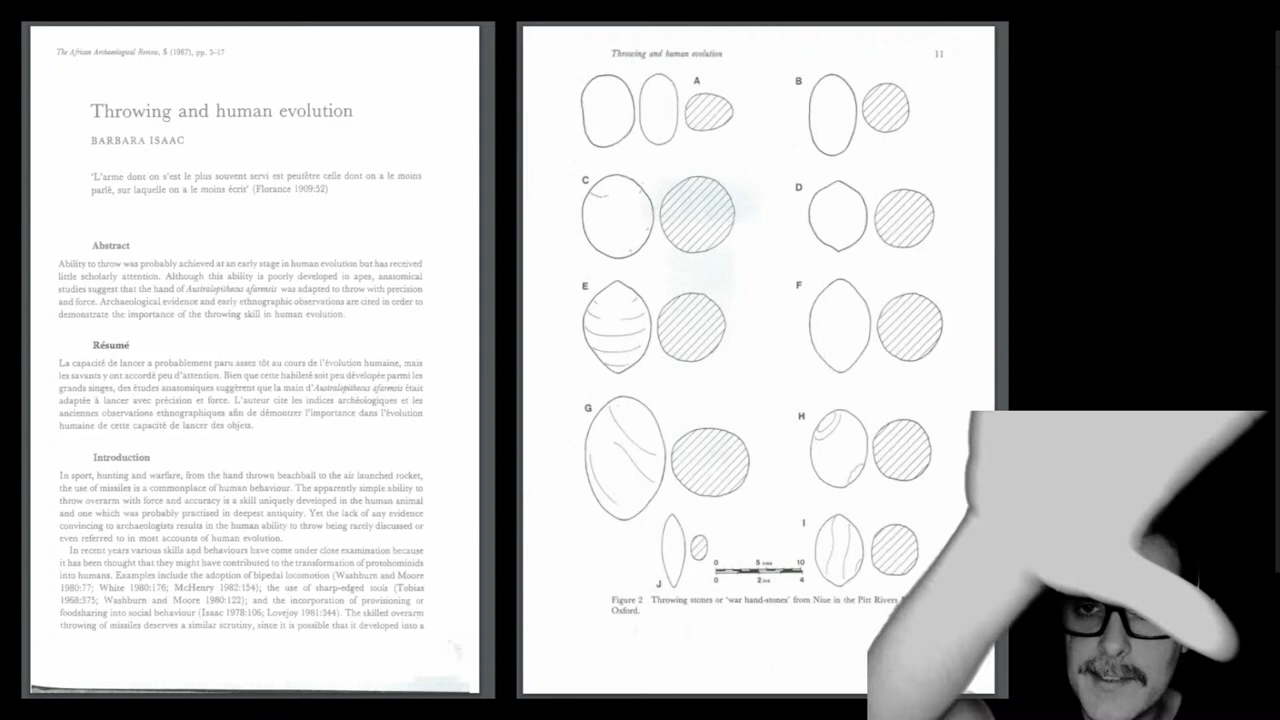 The African Archaeological Review, 5 (1987), pp. 3–17
Throwing and human evolution
BARBARA ISAAC
'L'arme dont on s'est le plus souvent servi est peutêtre celle dont on a le moins
parlé, sur laquelle on a le moins écrit' (Florance 1909:52)
Abstract
Ability to throw was probably achieved at an early stage in human evolution but has received
little scholarly attention. Although this ability is poorly developed in apes, anatomical
studies suggest that the hand of Australopithecus afarensis was adapted to throw with precision
and force. Archaeological evidence and early ethnographic observations are cited in order to
demonstrate the importance of the throwing skill in human evolution.
Résumé
La capacité de lancer a probablement paru assez tôt au cours de l'évolution humaine, mais
les savants y ont accordé peu d'attention. Bien que cette habileté soit peu dévelopée parmi les
grands singes, des études anatomiques suggèrent que la main d'Australopithecus afarensis était
adaptée à lancer avec précision et force. L'auteur cite les indices archéologiques et les
anciennes observations ethnographiques afin de démontrer l'importance dans l'évolution
humaine de cette capacité de lancer des objets.
Introduction
In sport, hunting and warfare, from the hand thrown beachball to the air launched rocket,
the use of missiles is a commonplace of human behaviour. The apparently simple ability to
throw overarm with force and accuracy is a skill uniquely developed in the human animal
and one which was probably practised in deepest antiquity. Yet the lack of any evidence
convincing to archaeologists results in the human ability to throw being rarely discussed or
even referred to in most accounts of human evolution.
In recent years various skills and behaviours have come under close examination because
it has been thought that they might have contributed to the transformation of protohominids
into humans. Examples include the adoption of bipedal locomotion (Washburn and Moore
1980:77; White 1980:176; McHenry 1982:154); the use of sharp-edged tools (Tobias
1968:375; Washburn and Moore 1980:122); and the incorporation of provisioning or
foodsharing into social behaviour (Isaac 1978:106; Lovejoy 1981:344). The skilled overarm
throwing of missiles deserves a similar scrutiny, since it is possible that it developed into a
Throwing and human evolution 11
A
B
C
D
E
F
G
H
I
J
0 5 cms 10
0 2 ins 4
Figure 2 Throwing stones or 'war hand-stones' from Niue in the Pitt Rivers
Oxford.